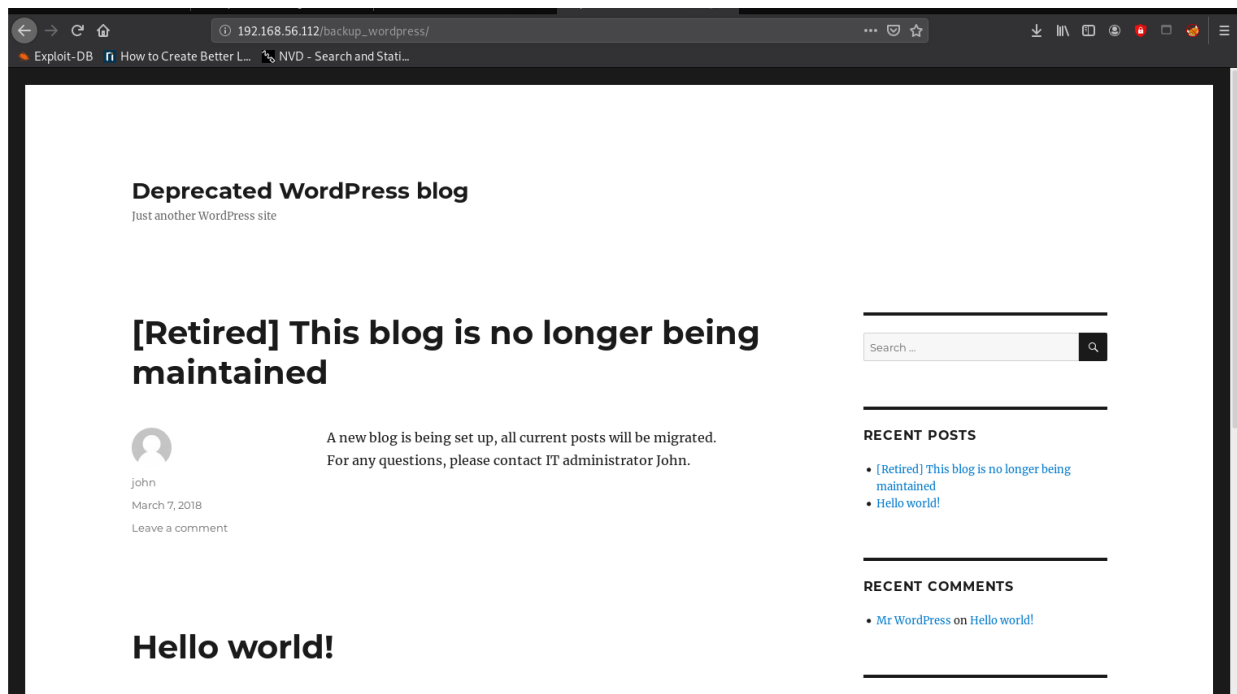 192.168.56.112/backup_wordpress/
Exploit-DB How to Create Better L... NVD - Search and Stati...
Deprecated WordPress blog
Just another WordPress site
[Retired] This blog is no longer being
maintained
A new blog is being set up, all current posts will be migrated.
For any questions, please contact IT administrator John.
john
March 7, 2018
Leave a comment
Hello world!
Search ...
RECENT POSTS
[Retired] This blog is no longer being
maintained
Hello world!
RECENT COMMENTS
Mr WordPress on Hello world!